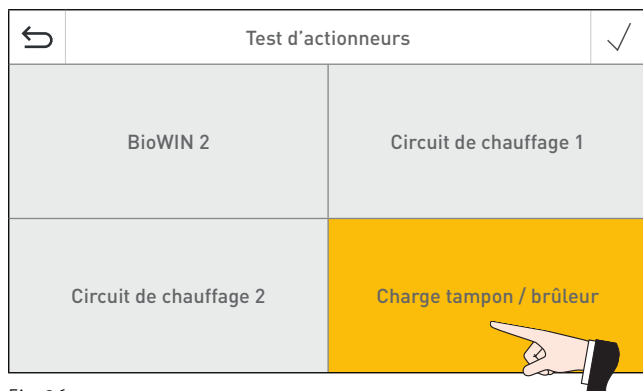 Test d'actionneurs
BioWIN 2
Circuit de chauffage 1
Circuit de chauffage 2
Charge tampon / brûleur